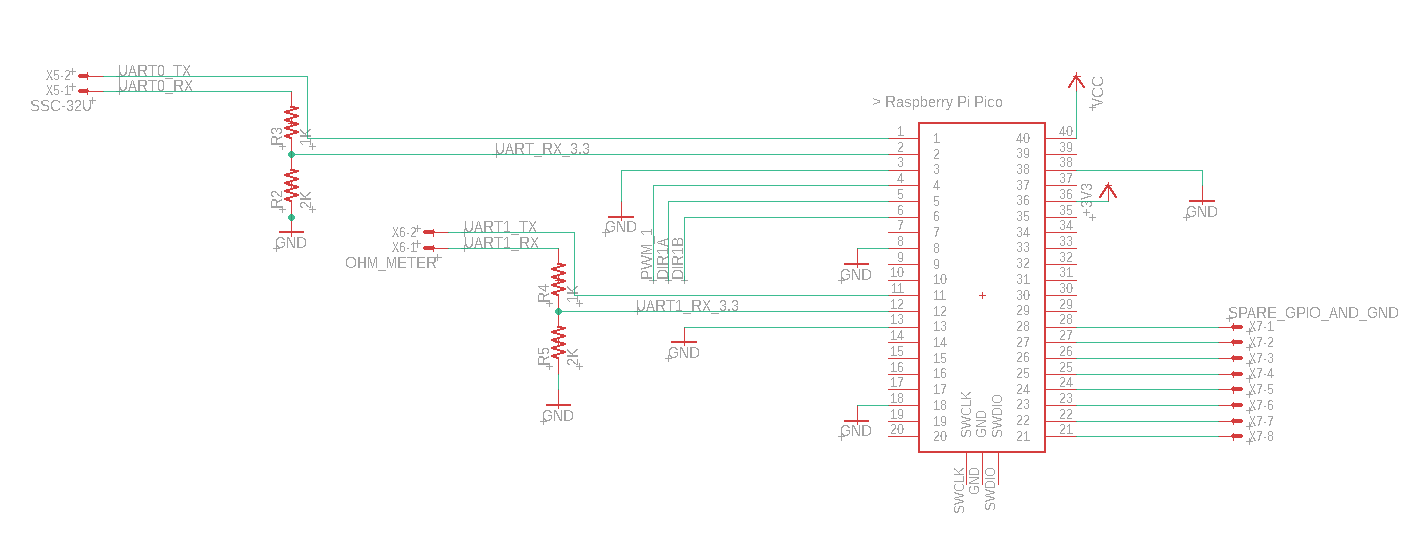 X5-2 UART0_TX
X5-1 UART0_RX
SSC-32U
R3
1K
R2
2K
GND
UART_RX_3.3
X6-2 UART1_TX
X6-1 UART1_RX
OHM_METER
R4
1K
R5
2K
GND
UART1_RX_3.3
GND
PWM_1
DIR1A
DIR1B
GND
GND
GND
> Raspberry Pi Pico
VCC
+3V3
GND
1 1 40 40
2 2 39 39
3 3 38 38
4 4 37 37
5 5 36 36
6 6 35 35
7 7 34 34
8 8 33 33
9 9 32 32
10 10 31 31
11 11 30 30
12 12 29 29
13 13 28 28
14 14 27 27
15 15 26 26
16 16 25 25
17 17 24 24
18 18 23 23
19 19 22 22
20 20 21 21
SWCLK
GND
SWDIO
SWCLK
GND
SWDIO
SPARE_GPIO_AND_GND
X7-1
X7-2
X7-3
X7-4
X7-5
X7-6
X7-7
X7-8